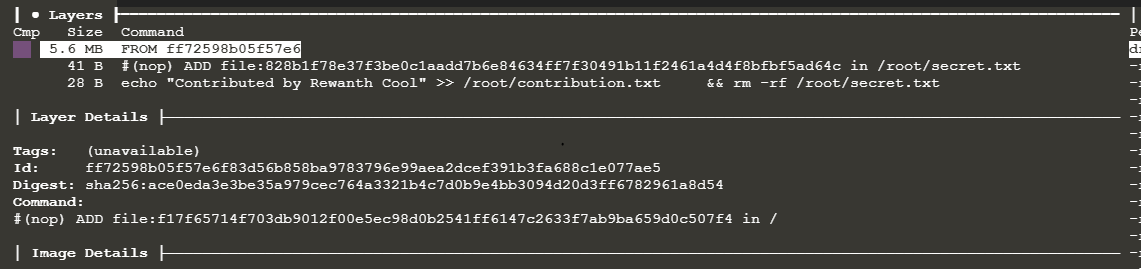 ● Layers
Cmp Size Command
5.6 MB FROM ff72598b05f57e6
41 B #(nop) ADD file:828b1f78e37f3be0c1aadd7b6e84634ff7f30491b11f2461a4d4f8bfbf5ad64c in /root/secret.txt
28 B echo "Contributed by Rewanth Cool" >> /root/contribution.txt && rm -rf /root/secret.txt
Layer Details
Tags: (unavailable)
Id: ff72598b05f57e6f83d56b858ba9783796e99aea2dcef391b3fa688c1e077ae5
Digest: sha256:ace0eda3e3be35a979cec764a3321b4c7d0b9e4bb3094d20d3ff6782961a8d54
Command:
#(nop) ADD file:f17f65714f703db9012f00e5ec98d0b2541ff6147c2633f7ab9ba659d0c507f4 in /
Image Details